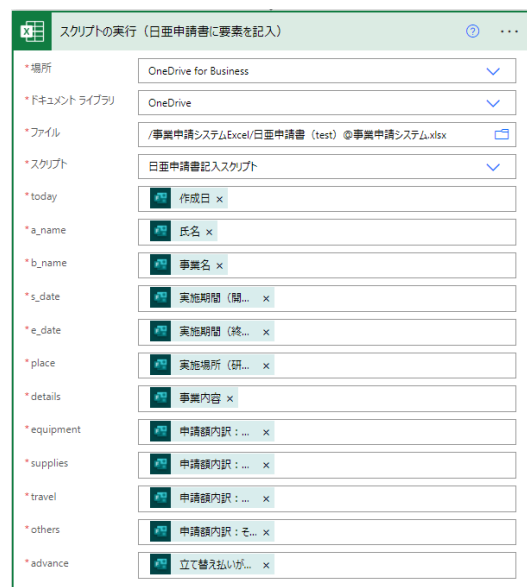 スクリプトの実行（日亜申請書に要素を記入）
*場所 OneDrive for Business
*ドキュメント ライブラリ OneDrive
*ファイル /事業申請システムExcel/日亜申請書（test）@事業申請システム.xlsx
*スクリプト 日亜申請書記入スクリプト
*today 作成日 ×
*a_name 氏名 ×
*b_name 事業名 ×
*s_date 実施期間（開... ×
*e_date 実施期間（終... ×
*place 実施場所（研... ×
*details 事業内容 ×
*equipment 申請額内訳：... ×
*supplies 申請額内訳：... ×
*travel 申請額内訳：... ×
*others 申請額内訳：そ... ×
*advance 立て替え払いが... ×